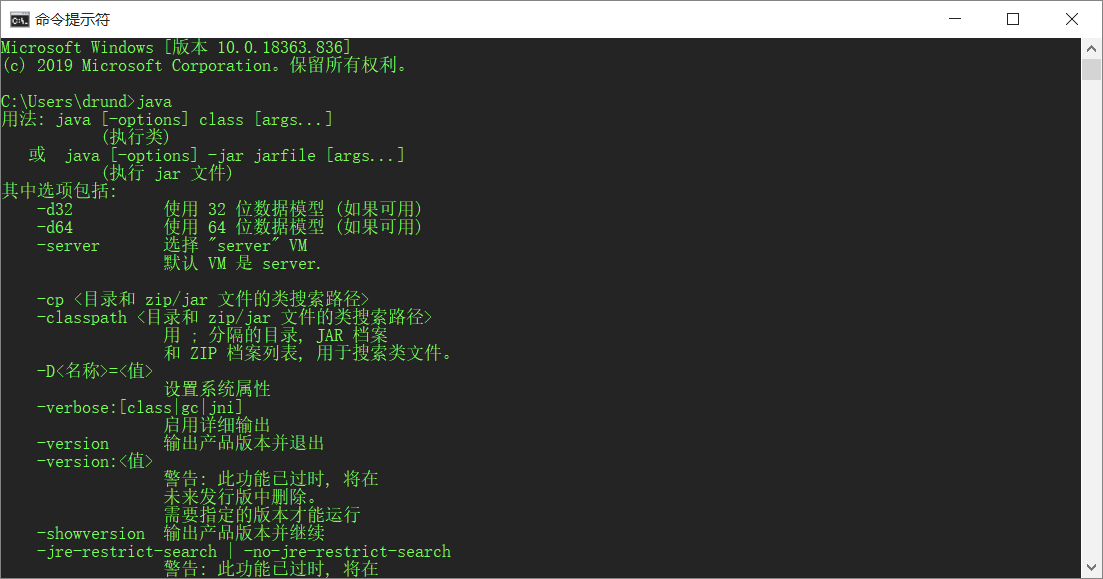 命令提示符
Microsoft Windows [版本 10.0.18363.836]
(c) 2019 Microsoft Corporation。保留所有权利。
C:\Users\drund>java
用法: java [-options] class [args...]
(执行类)
或  java [-options] -jar jarfile [args...]
(执行 jar 文件)
其中选项包括:
-d32          使用 32 位数据模型 (如果可用)
-d64          使用 64 位数据模型 (如果可用)
-server       选择 "server" VM
默认 VM 是 server.
-cp <目录和 zip/jar 文件的类搜索路径>
-classpath <目录和 zip/jar 文件的类搜索路径>
用 ; 分隔的目录, JAR 档案
和 ZIP 档案列表, 用于搜索类文件。
-D<名称>=<值>
设置系统属性
-verbose:[class|gc|jni]
启用详细输出
-version      输出产品版本并退出
-version:<值>
警告: 此功能已过时, 将在
未来发行版中删除。
需要指定的版本才能运行
-showversion  输出产品版本并继续
-jre-restrict-search | -no-jre-restrict-search
警告: 此功能已过时, 将在